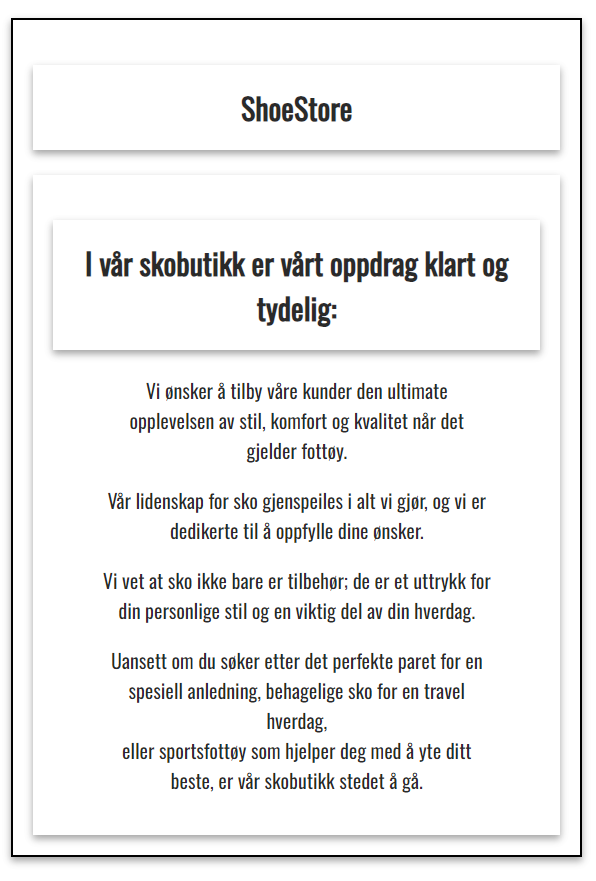 ShoeStore
I vår skobutikk er vårt oppdrag klart og
tydelig:
Vi ønsker å tilby våre kunder den ultimate
opplevelsen av stil, komfort og kvalitet når det
gjelder fottøy.
Vår lidenskap for sko gjenspeiles i alt vi gjør, og vi er
dedikerte til å oppfylle dine ønsker.
Vi vet at sko ikke bare er tilbehør; de er et uttrykk for
din personlige stil og en viktig del av din hverdag.
Uansett om du søker etter det perfekte paret for en
spesiell anledning, behagelige sko for en travel
hverdag,
eller sportsfottøy som hjelper deg med å yte ditt
beste, er vår skobutikk stedet å gå.